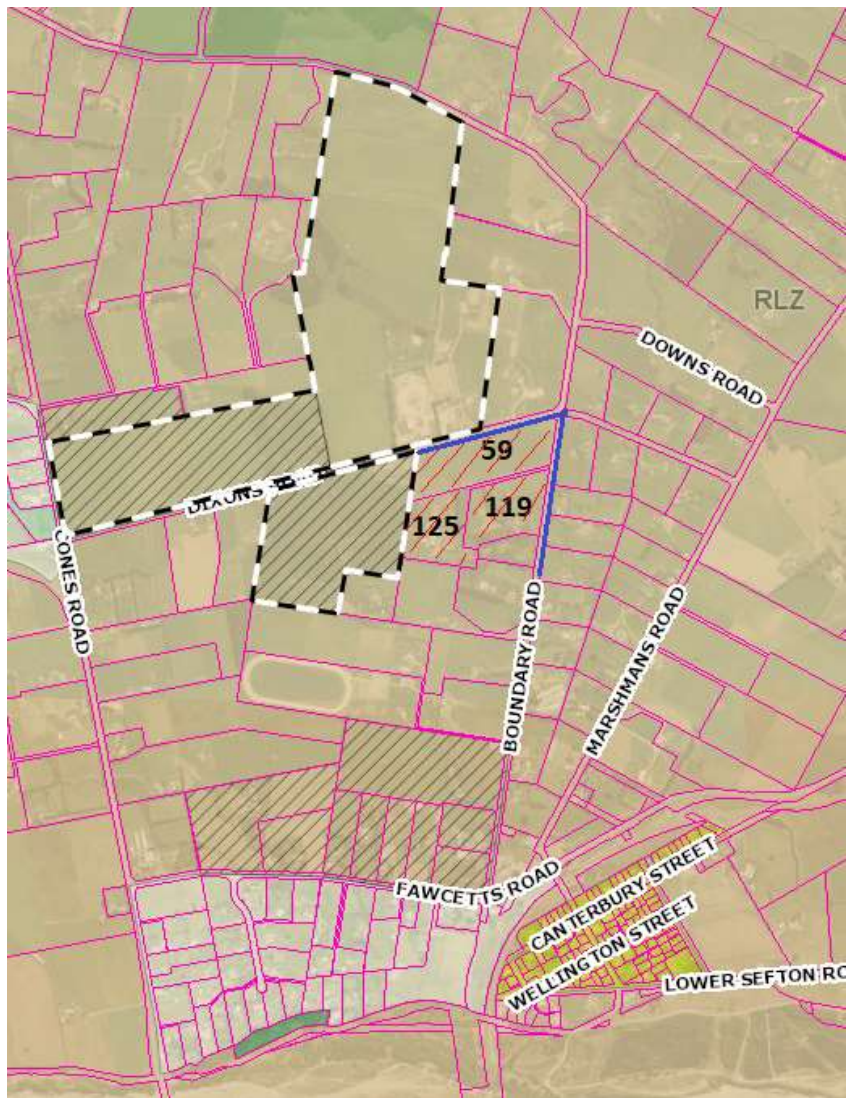 RLZ
DOWNS ROAD
59
119
125
DIXONS
CONES ROAD
BOUNDARY ROAD
MARSHMANS ROAD
FAWCETTS ROAD
CANTERBURY STREET
WELLINGTON STREET
LOWER SEFTON RO